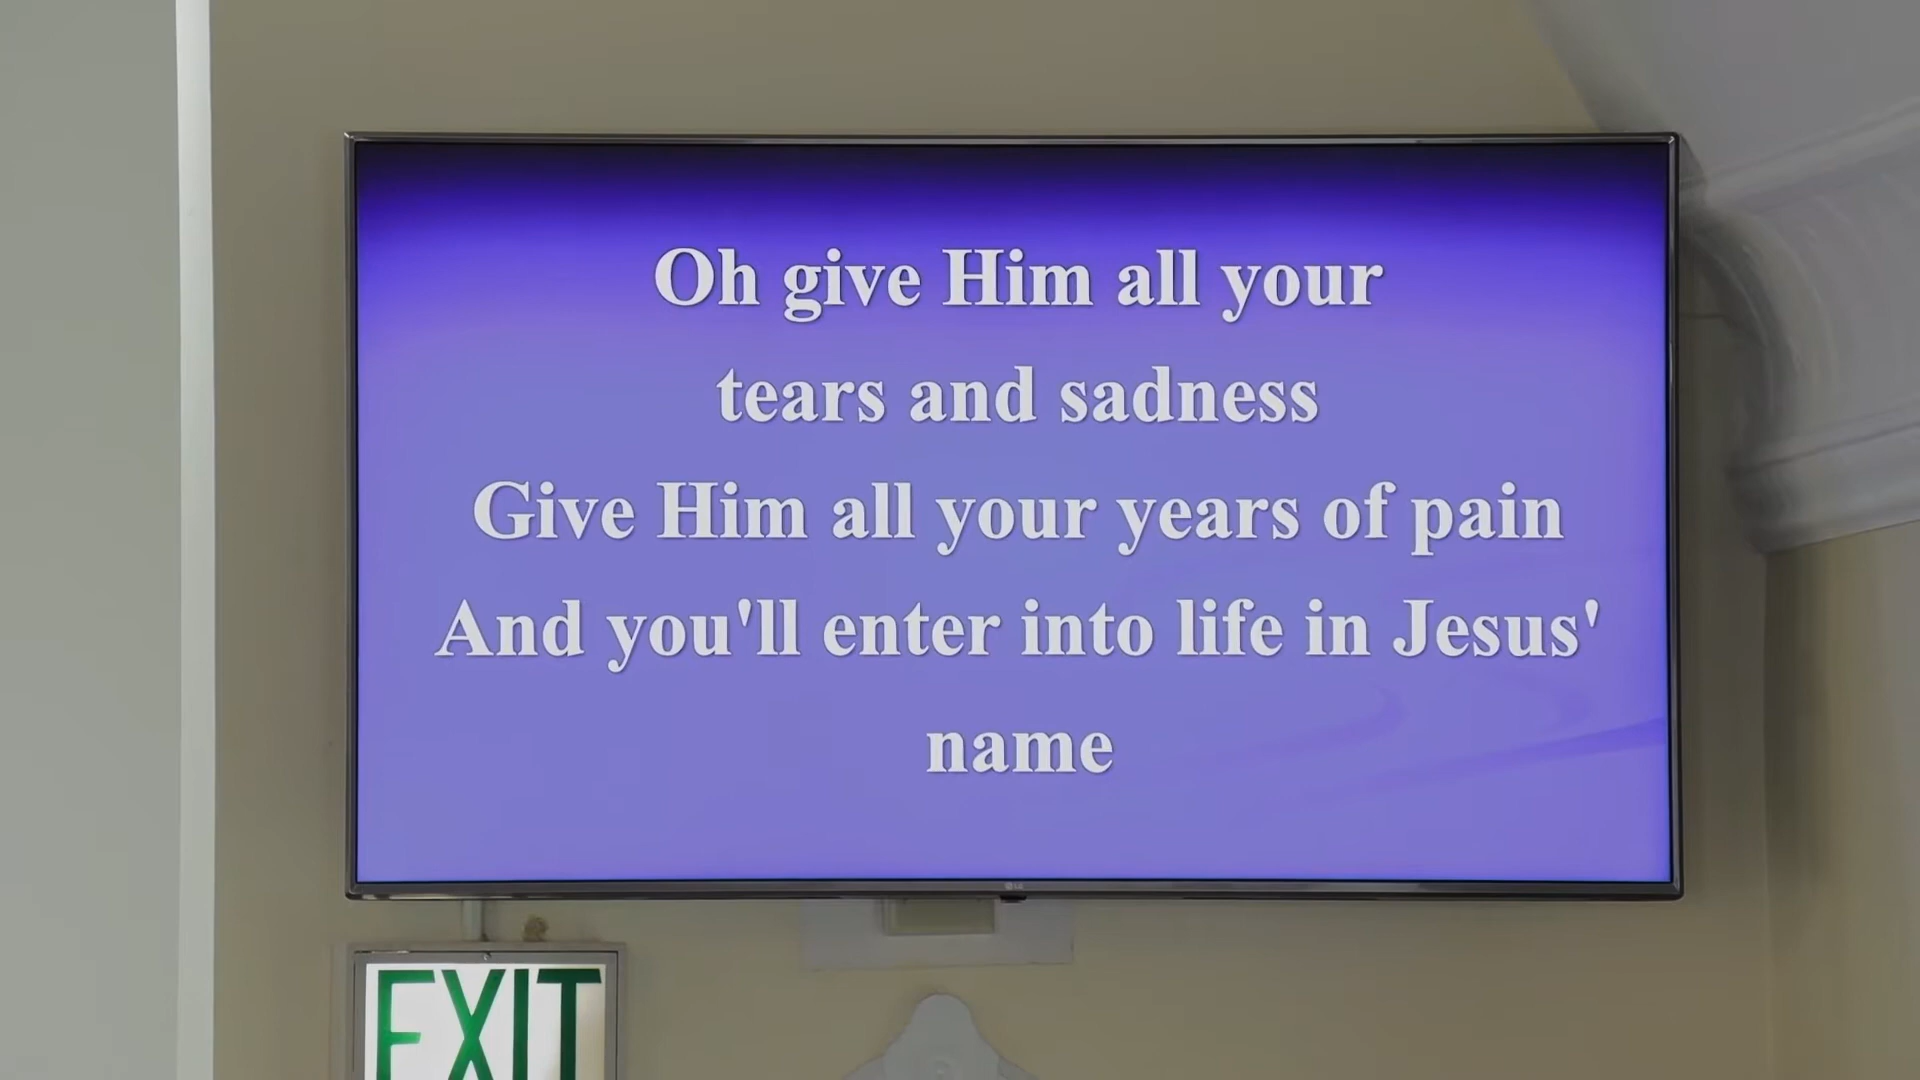 Oh give Him all your
tears and sadness
Give Him all your years of pain
And you'll enter into life in Jesus'
name
LG
EXIT